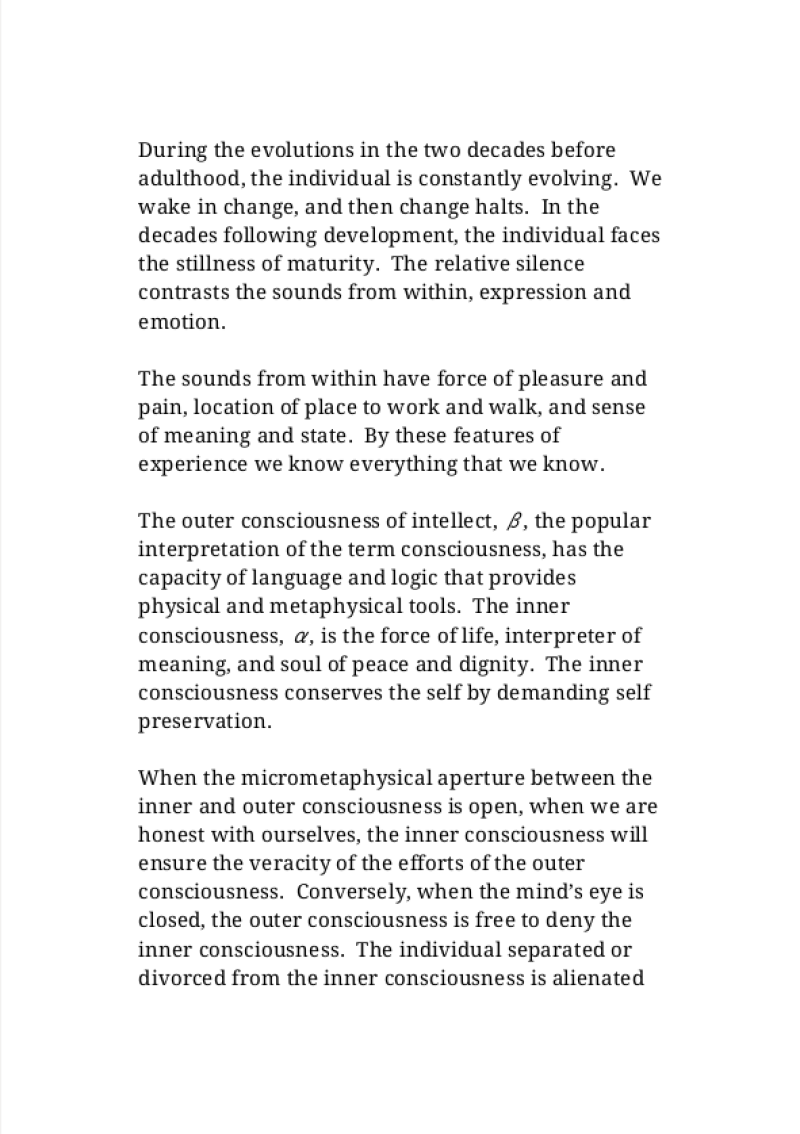 During the evolutions in the two decades before
adulthood, the individual is constantly evolving.  We
wake in change, and then change halts.  In the
decades following development, the individual faces
the stillness of maturity.  The relative silence
contrasts the sounds from within, expression and
emotion.
The sounds from within have force of pleasure and
pain, location of place to work and walk, and sense
of meaning and state.  By these features of
experience we know everything that we know.
The outer consciousness of intellect, β, the popular
interpretation of the term consciousness, has the
capacity of language and logic that provides
physical and metaphysical tools.  The inner
consciousness, α, is the force of life, interpreter of
meaning, and soul of peace and dignity.  The inner
consciousness conserves the self by demanding self
preservation.
When the micrometaphysical aperture between the
inner and outer consciousness is open, when we are
honest with ourselves, the inner consciousness will
ensure the veracity of the efforts of the outer
consciousness.  Conversely, when the mind’s eye is
closed, the outer consciousness is free to deny the
inner consciousness.  The individual separated or
divorced from the inner consciousness is alienated